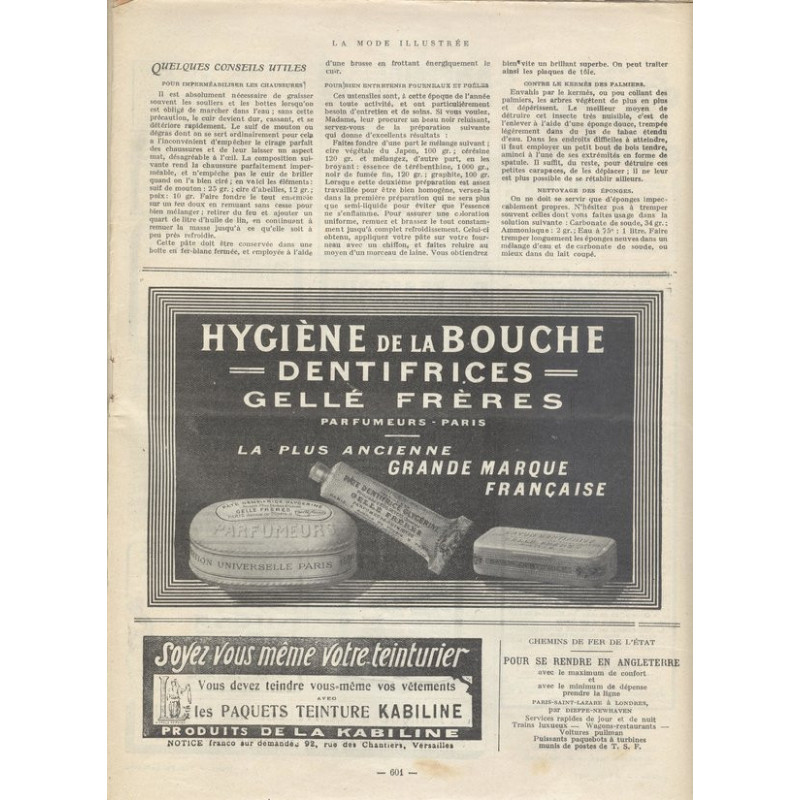 LA MODE ILLUSTRÉE
QUELQUES CONSEILS UTILES
POUR IMPERMÉABILISER LES CHAUSSURES
Il est absolument nécessaire de graisser
souvent les souliers et les bottes lorsqu'on
est obligé de marcher dans l'eau ; sans cette
précaution, le cuir devient dur, cassant, et se
détériore rapidement. Le suif de mouton ou
dégras dont on se sert ordinairement pour cela
a l'inconvénient d'empêcher le cirage parfait
des chaussures et de leur laisser un aspect
mat, désagréable à l'œil. La composition sui-
vante rend la chaussure parfaitement imper-
méable, et n'empêche pas le cuir de briller
quand on l'a bien ciré ; en voici les éléments :
suif de mouton : 25 gr. ; cire d'abeilles, 12 gr. ;
poix : 10 gr. Faire fondre le tout ensemble
sur un feu doux en remuant sans cesse pour
bien mélanger ; retirer du feu et ajouter un
quart de litre d'huile de lin, en continuant à
remuer la masse jusqu'à ce qu'elle soit à
peu près refroidie.
Cette pâte doit être conservée dans une
boîte en fer-blanc fermée, et employée à l'aide
d'une brosse en frottant énergiquement le
cuir.
POUR BIEN ENTRETENIR FOURNEAUX ET POÊLES
Ces ustensiles sont, à cette époque de l'année
en toute activité, et ont particulièrement
besoin d'entretien et de soins. Si vous voulez,
Madame, leur procurer un beau noir reluisant,
servez-vous de la préparation suivante
qui donne d'excellents résultats :
Faites fondre d'une part le mélange suivant :
cire végétale du Japon, 100 gr. ; cérésine
120 gr. et mélangez, d'autre part, en les
broyant : essence de térébenthine, 1000 gr. ;
noir de fumée fin, 120 gr. ; graphite, 100 gr.
Lorsque cette deuxième préparation est assez
travaillée pour être bien homogène, versez-la
dans la première préparation qui ne sera plus
que semi-liquide pour éviter que l'essence
ne s'enflamme. Pour assurer une coloration
uniforme, remuez et brassez le tout constam-
ment jusqu'à complet refroidissement. Celui-ci
obtenu, appliquez votre pâte sur votre four-
neau avec un chiffon, et faites reluire au
moyen d'un morceau de laine. Vous obtiendrez
bien vite un brillant superbe. On peut traiter
ainsi les plaques de tôle.
CONTRE LE KERMÈS DES PALMIERS.
Envahis par le kermès, ou pou collant des
palmiers, les arbres végètent de plus en plus
et dépérissent. Le meilleur moyen de
détruire cet insecte très nuisible, c'est de
l'enlever à l'aide d'une éponge douce, trempée
légèrement dans du jus de tabac étendu
d'eau. Dans les endroits difficiles à atteindre,
il faut employer un petit bout de bois tendre,
aminci à l'une de ses extrémités en forme de
spatule. Il suffit, du reste, pour détruire ces
petites carapaces, de les déplacer ; il ne leur
est plus possible de se rétablir ailleurs.
NETTOYAGE DES ÉPONGES.
On ne doit se servir que d'éponges impec-
cablement propres. N'hésitez pas à tremper
souvent celles dont vous faites usage dans la
solution suivante : Carbonate de soude, 34 gr. ;
Ammoniaque : 2 gr. ; Eau à 75° : 1 litre. Faire
tremper longuement les éponges neuves dans un
mélange d'eau et de carbonate de soude, ou
mieux dans du lait coupé.
HYGIÈNE DE LA BOUCHE
DENTIFRICES
GELLÉ FRÈRES
PARFUMEURS - PARIS
LA PLUS ANCIENNE
GRANDE MARQUE
FRANÇAISE
PATE DENTIFRICE GLYCERINE
GELLÉ FRÈRES
PARFUMEURS
UNIVERSELLE PARIS
PATE DENTIFRICE GLYCERINE
GELLÉ FRÈRES
SAVON DENTIFRICE
Soyez vous même votre teinturier
Vous devez teindre vous-même vos vêtements
AVEC
les PAQUETS TEINTURE KABILINE
PRODUITS DE LA KABILINE
NOTICE franco sur demande 92, rue des Chantiers, Versailles
CHEMINS DE FER DE L'ÉTAT
POUR SE RENDRE EN ANGLETERRE
avec le maximum de confort
et
avec le minimum de dépense
prendre la ligne
PARIS-SAINT-LAZARE à LONDRES,
par DIEPPE-NEWHAVEN
Services rapides de jour et de nuit
Trains luxueux — Wagons-restaurants —
Voitures pullman
Puissants paquebots à turbines
munis de postes de T. S. F.
— 601 —